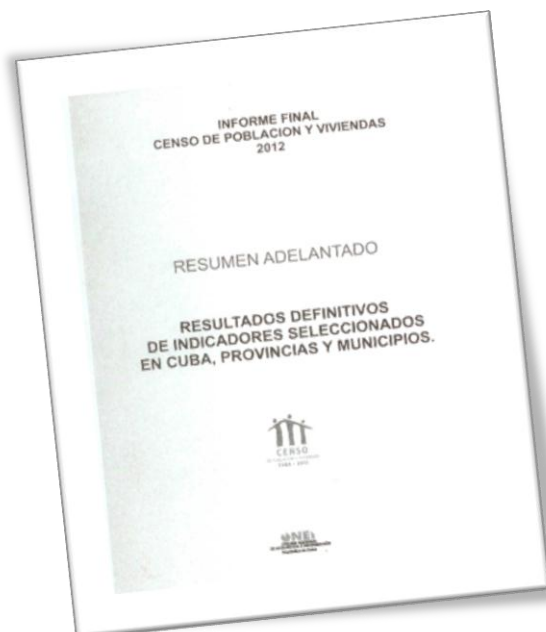 INFORME FINAL
CENSO DE POBLACION Y VIVIENDAS
2012
RESUMEN ADELANTADO
RESULTADOS DEFINITIVOS
DE INDICADORES SELECCIONADOS
EN CUBA, PROVINCIAS Y MUNICIPIOS.
CENSO
ONEI